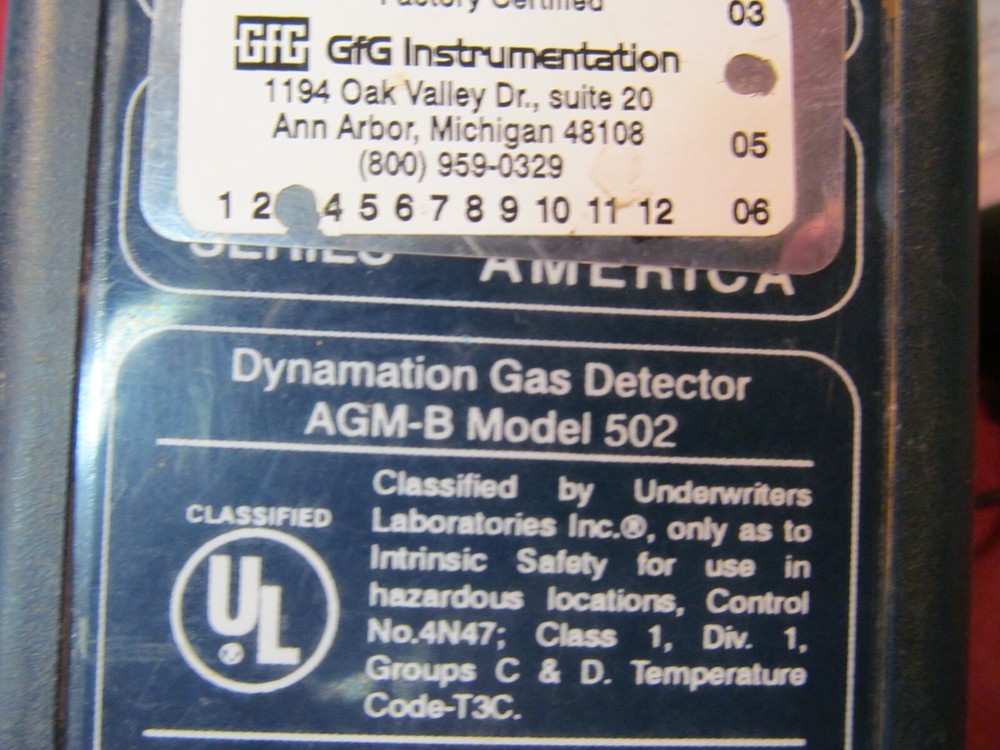 Factory Certified
GfG GfG Instrumentation
1194 Oak Valley Dr., suite 20
Ann Arbor, Michigan 48108
(800) 959-0329
1 2 4 5 6 7 8 9 10 11 12
03
05
06
SERIES AMERICA
Dynamation Gas Detector
AGM-B Model 502
CLASSIFIED
UL®
Classified by Underwriters
Laboratories Inc.®, only as to
Intrinsic Safety for use in
hazardous locations, Control
No.4N47; Class 1, Div. 1,
Groups C & D. Temperature
Code-T3C.